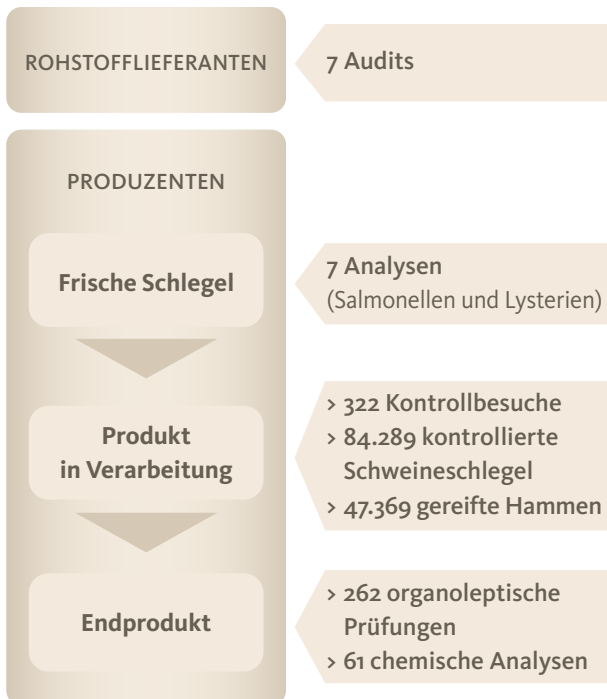 ROHSTOFFLIEFERANTEN
7 Audits
PRODUZENTEN
Frische Schlegel
7 Analysen
(Salmonellen und Lysterien)
Produkt
in Verarbeitung
› 322 Kontrollbesuche
› 84.289 kontrollierte
Schweineschlegel
› 47.369 gereifte Hammen
Endprodukt
› 262 organoleptische
Prüfungen
› 61 chemische Analysen